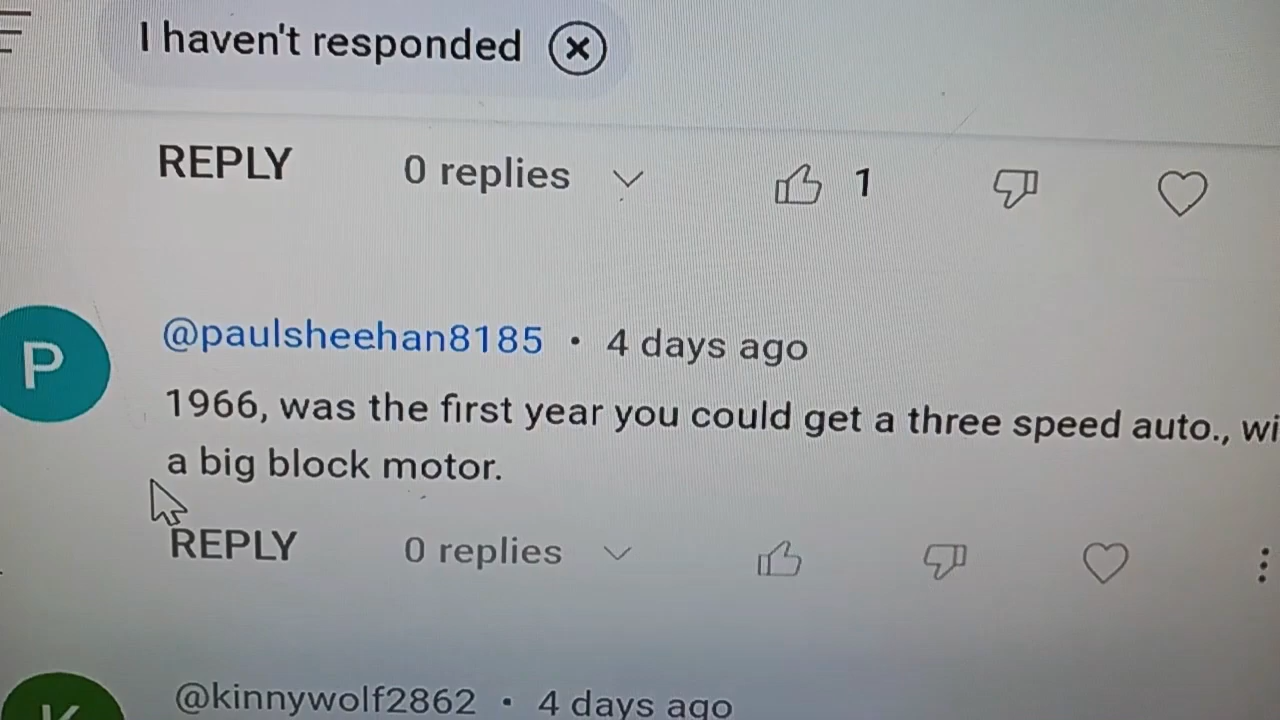 I haven't responded
REPLY 0 replies 1
P
@paulsheehan8185 • 4 days ago
1966, was the first year you could get a three speed auto., wi
a big block motor.
REPLY 0 replies
K
@kinnywolf2862 • 4 days ago